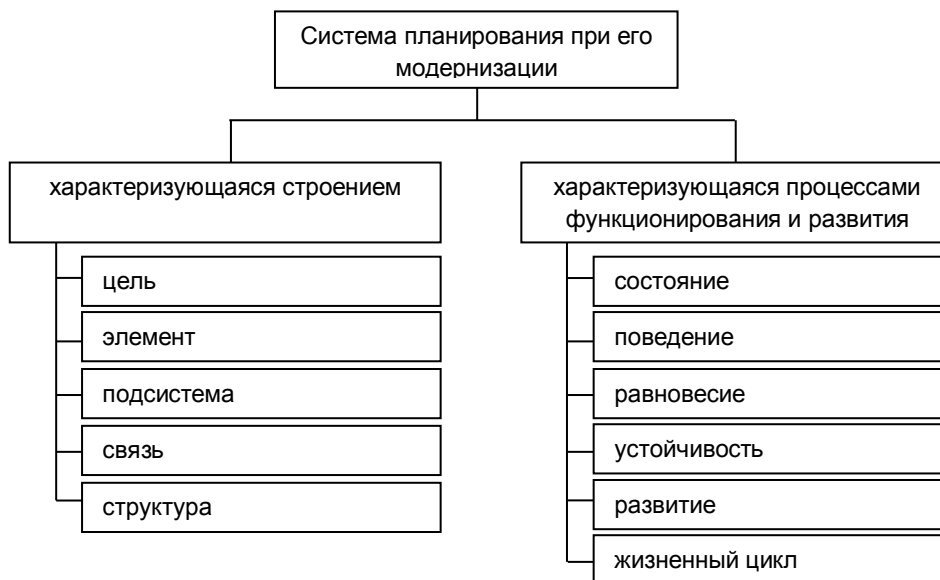 Система планирования при его
модернизации
характеризующаяся строением
цель
элемент
подсистема
связь
структура
характеризующаяся процессами
функционирования и развития
состояние
поведение
равновесие
устойчивость
развитие
жизненный цикл